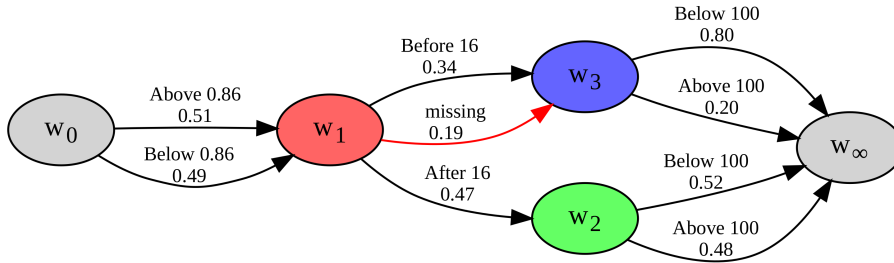 w0
Above 0.86
0.51
Below 0.86
0.49
w1
Before 16
0.34
missing
0.19
After 16
0.47
w3
w2
Below 100
0.80
Above 100
0.20
Below 100
0.52
Above 100
0.48
w∞